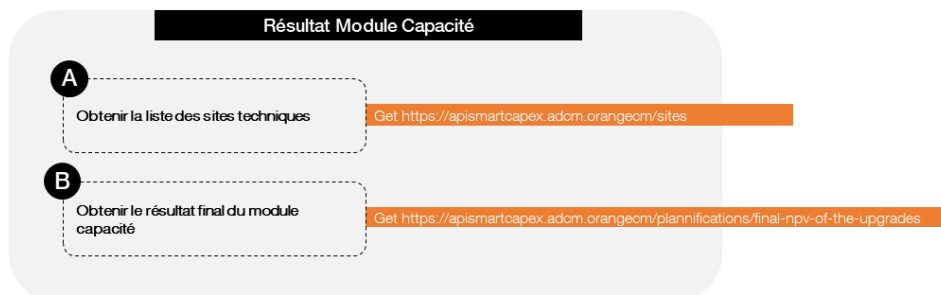 Résultat Module Capacité
A
Obtenir la liste des sites techniques
Get https://apismartcapex.adcm.orangecm/sites
B
Obtenir le résultat final du module
capacité
Get https://apismartcapex.adcm.orangecm/plannifications/final-npv-of-the-upgrades